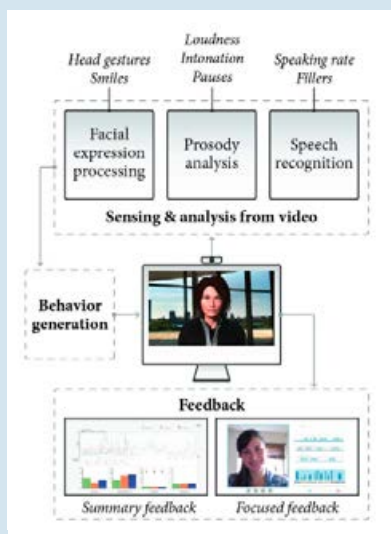 Loudness
Head gestures Intonation Speaking rate
Smiles Pauses Fillers
Facial expression processing
Prosody analysis
Speech recognition
Sensing & analysis from video
Behavior generation
Feedback
Summary feedback Focused feedback